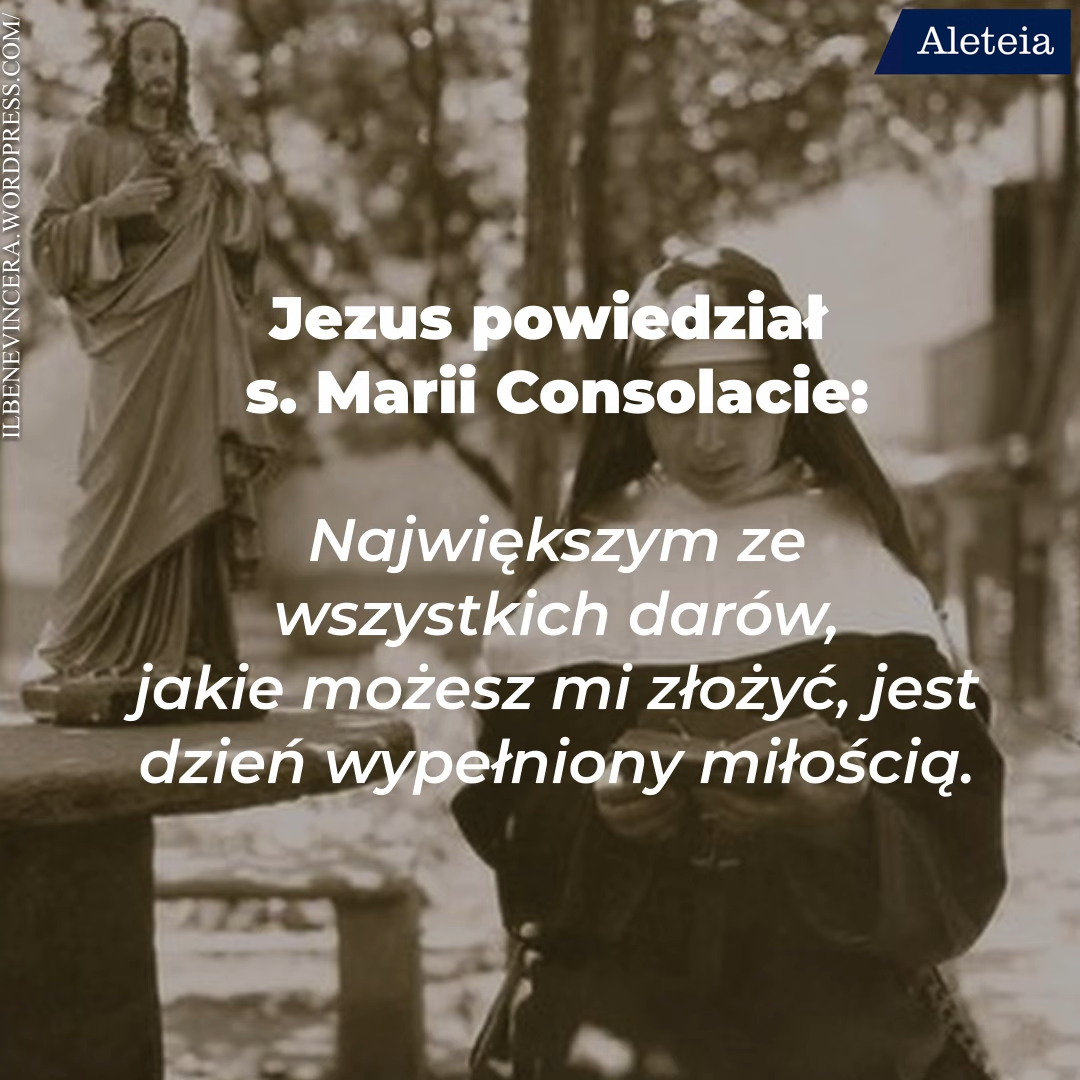 Aleteia
ILBENEVINCERA.WORDPRESS.COM/
Jezus powiedział
s. Marii Consolacie:
Największym ze
wszystkich darów,
jakie możesz mi złożyć, jest
dzień wypełniony miłością.